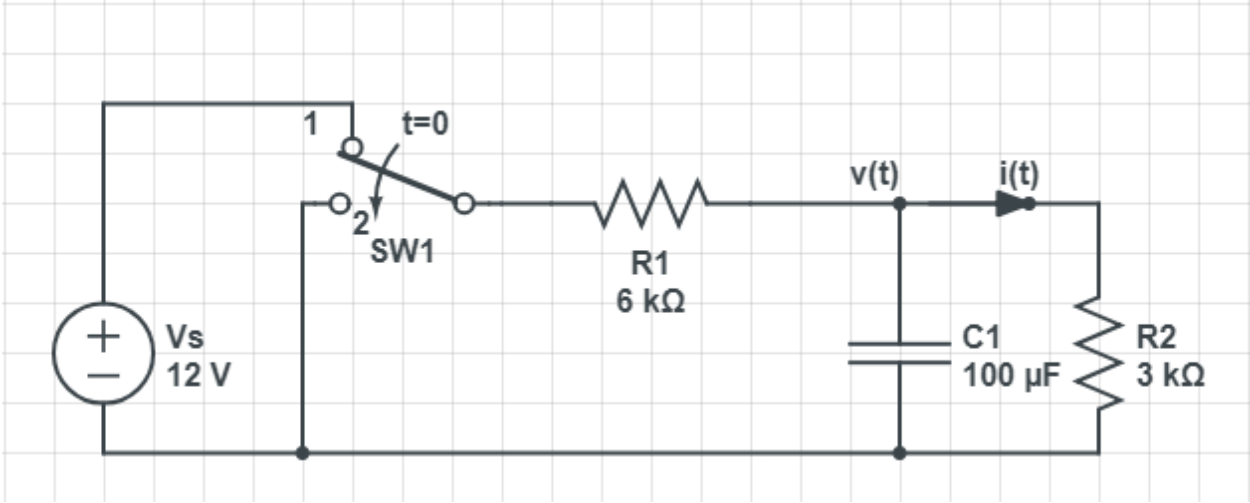 1
t=0
2
SW1
R1
6 kΩ
v(t)
i(t)
Vs
12 V
C1
100 µF
R2
3 kΩ